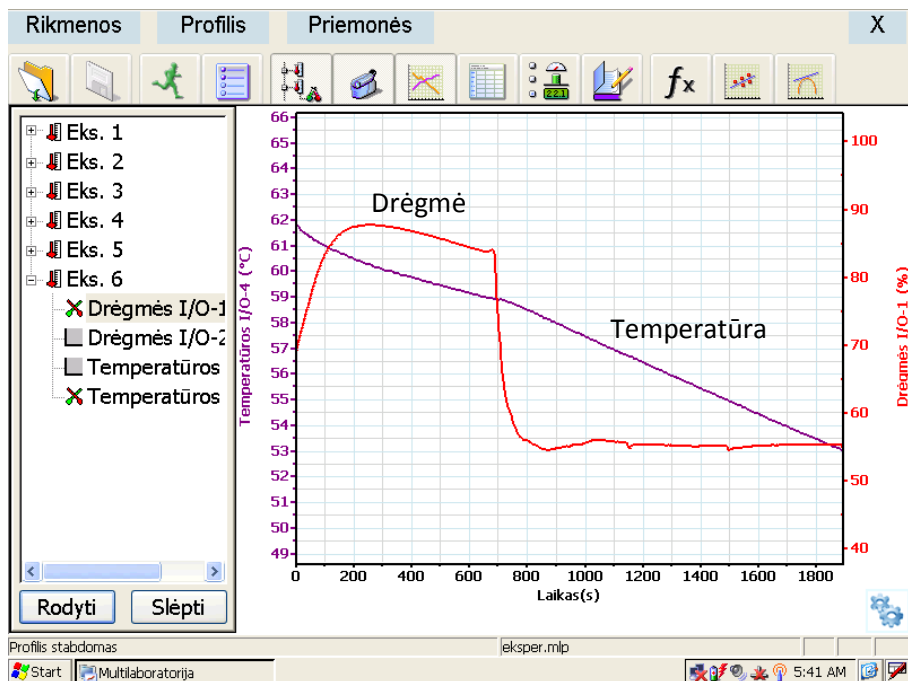 Rikmenos Profilis Priemonės X
ƒx
Eks. 1
Eks. 2
Eks. 3
Eks. 4
Eks. 5
Eks. 6
Drėgmės I/O-1
Drėgmės I/O-2
Temperatūros
Temperatūros
Rodyti Slėpti
Temperatūros I/O-4 (°C)
66
65
64
63
62
61
60
59
58
57
56
55
54
53
52
51
50
49
Drėgmė
Temperatūra
100
90
80
70
60
50
40
Drėgmės I/O-1 (%)
0 200 400 600 800 1000 1200 1400 1600 1800
Laikas(s)
Profilis stabdomas eksper.mlp
Start Multilaboratorija 5:41 AM